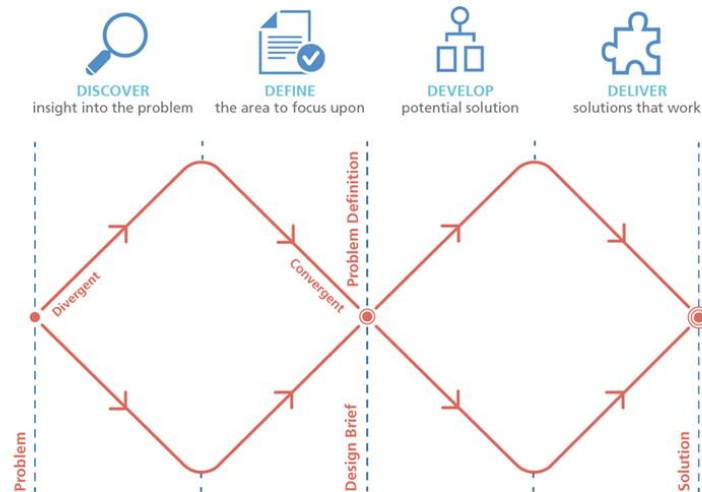 DISCOVER
insight into the problem
DEFINE
the area to focus upon
DEVELOP
potential solution
DELIVER
solutions that work
Divergent
Convergent
Problem Definition
Problem
Design Brief
Solution